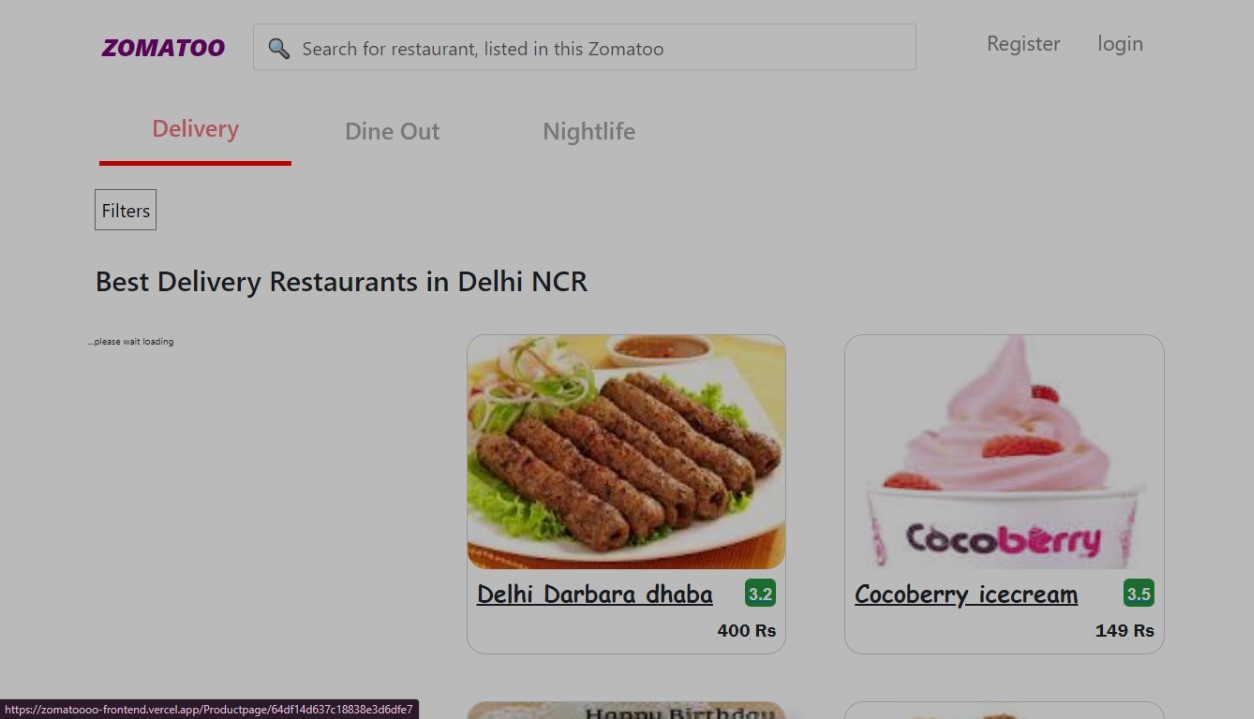 ZOMATOO
Search for restaurant, listed in this Zomatoo
Register
login
Delivery
Dine Out
Nightlife
Filters
Best Delivery Restaurants in Delhi NCR
...please wait loading
Cocoberry
Delhi Darbara dhaba
3.2
400 Rs
Cocoberry icecream
3.5
149 Rs
Happy Birthday
https://zomatoooo-frontend.vercel.app/Productpage/64df14d637c18838e3d6dfe7